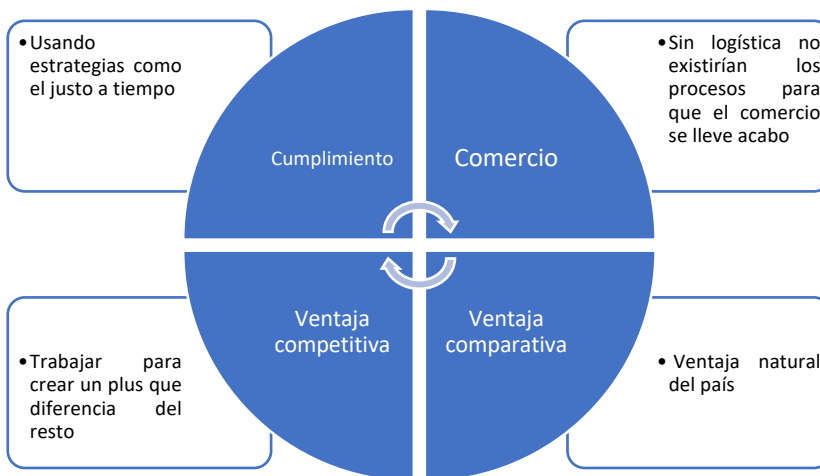 •Usando
estrategias como
el justo a tiempo
Cumplimiento
Comercio
•Sin logística no
existirían los
procesos para
que el comercio
se lleve acabo
•Trabajar para
crear un plus que
diferencia del
resto
Ventaja
competitiva
Ventaja
comparativa
• Ventaja natural
del país